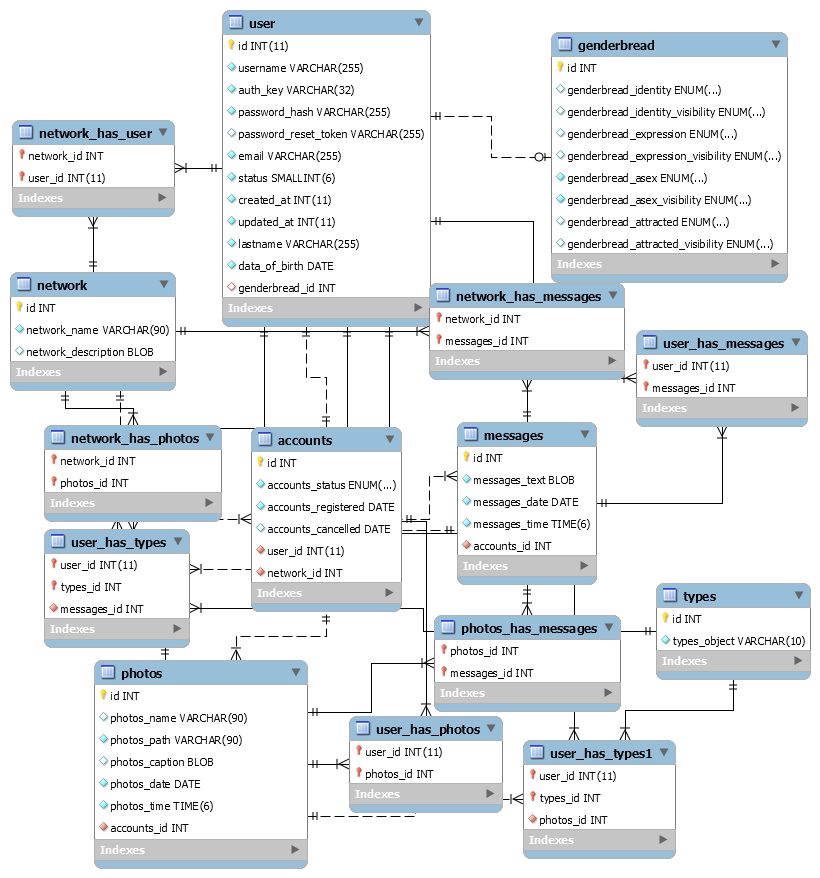 user
id INT(11)
username VARCHAR(255)
auth_key VARCHAR(32)
password_hash VARCHAR(255)
password_reset_token VARCHAR(255)
email VARCHAR(255)
status SMALLINT(6)
created_at INT(11)
updated_at INT(11)
lastname VARCHAR(255)
data_of_birth DATE
genderbread_id INT
Indexes
genderbread
id INT
genderbread_identity ENUM(...)
genderbread_identity_visibility ENUM(...)
genderbread_expression ENUM(...)
genderbread_expression_visibility ENUM(...)
genderbread_asex ENUM(...)
genderbread_asex_visibility ENUM(...)
genderbread_attracted ENUM(...)
genderbread_attracted_visibility ENUM(...)
Indexes
network_has_user
network_id INT
user_id INT(11)
Indexes
network
id INT
network_name VARCHAR(90)
network_description BLOB
Indexes
network_has_messages
network_id INT
messages_id INT
Indexes
user_has_messages
user_id INT(11)
messages_id INT
Indexes
network_has_photos
network_id INT
photos_id INT
Indexes
accounts
id INT
accounts_status ENUM(...)
accounts_registered DATE
accounts_cancelled DATE
user_id INT(11)
network_id INT
Indexes
messages
id INT
messages_text BLOB
messages_date DATE
messages_time TIME(6)
accounts_id INT
Indexes
user_has_types
user_id INT(11)
types_id INT
messages_id INT
Indexes
types
id INT
types_object VARCHAR(10)
Indexes
photos_has_messages
photos_id INT
messages_id INT
Indexes
photos
id INT
photos_name VARCHAR(90)
photos_path VARCHAR(90)
photos_caption BLOB
photos_date DATE
photos_time TIME(6)
accounts_id INT
Indexes
user_has_photos
user_id INT(11)
photos_id INT
Indexes
user_has_types1
user_id INT(11)
types_id INT
photos_id INT
Indexes